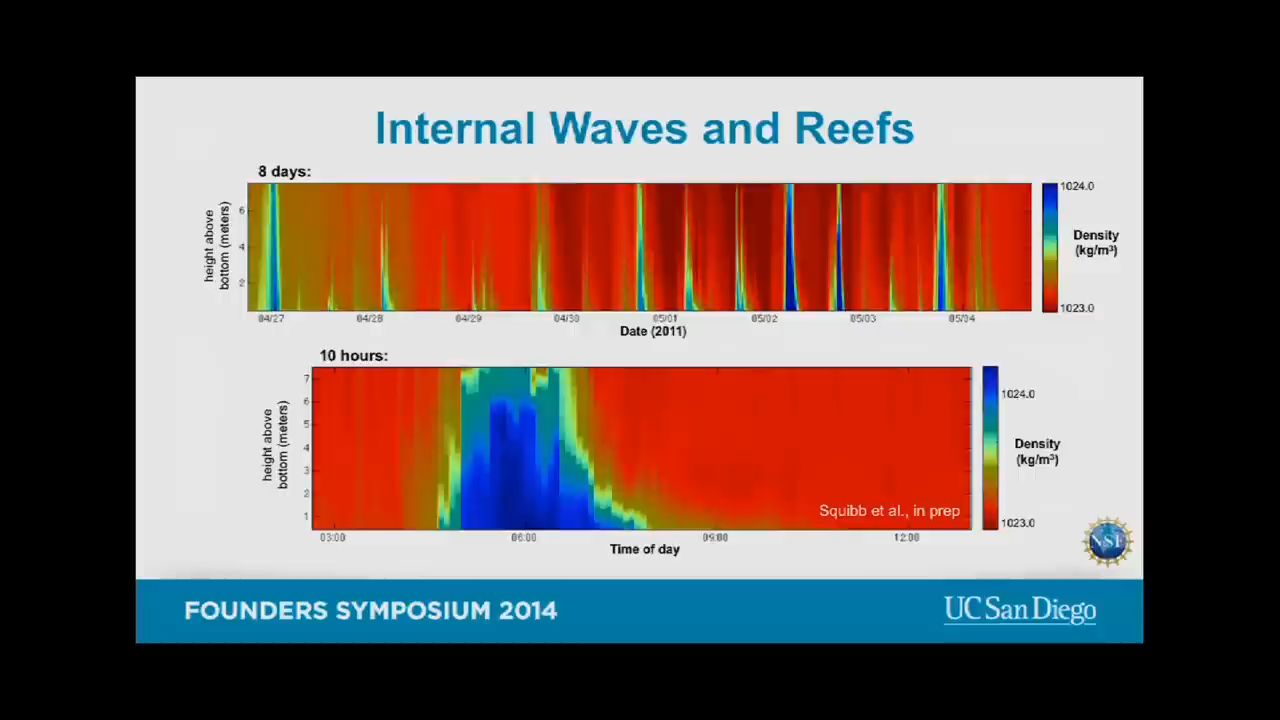 Internal Waves and Reefs
8 days:
height above
bottom (meters)
6
4
2
04/27 04/28 04/29 04/30 05/01 05/02 05/03 05/04
Date (2011)
1024.0
Density
(kg/m³)
1023.0
10 hours:
height above
bottom (meters)
7
6
5
4
3
2
1
03:00 06:00 09:00 12:00
Time of day
Squibb et al., in prep
1024.0
Density
(kg/m³)
1023.0
NSF
FOUNDERS SYMPOSIUM 2014
UC San Diego